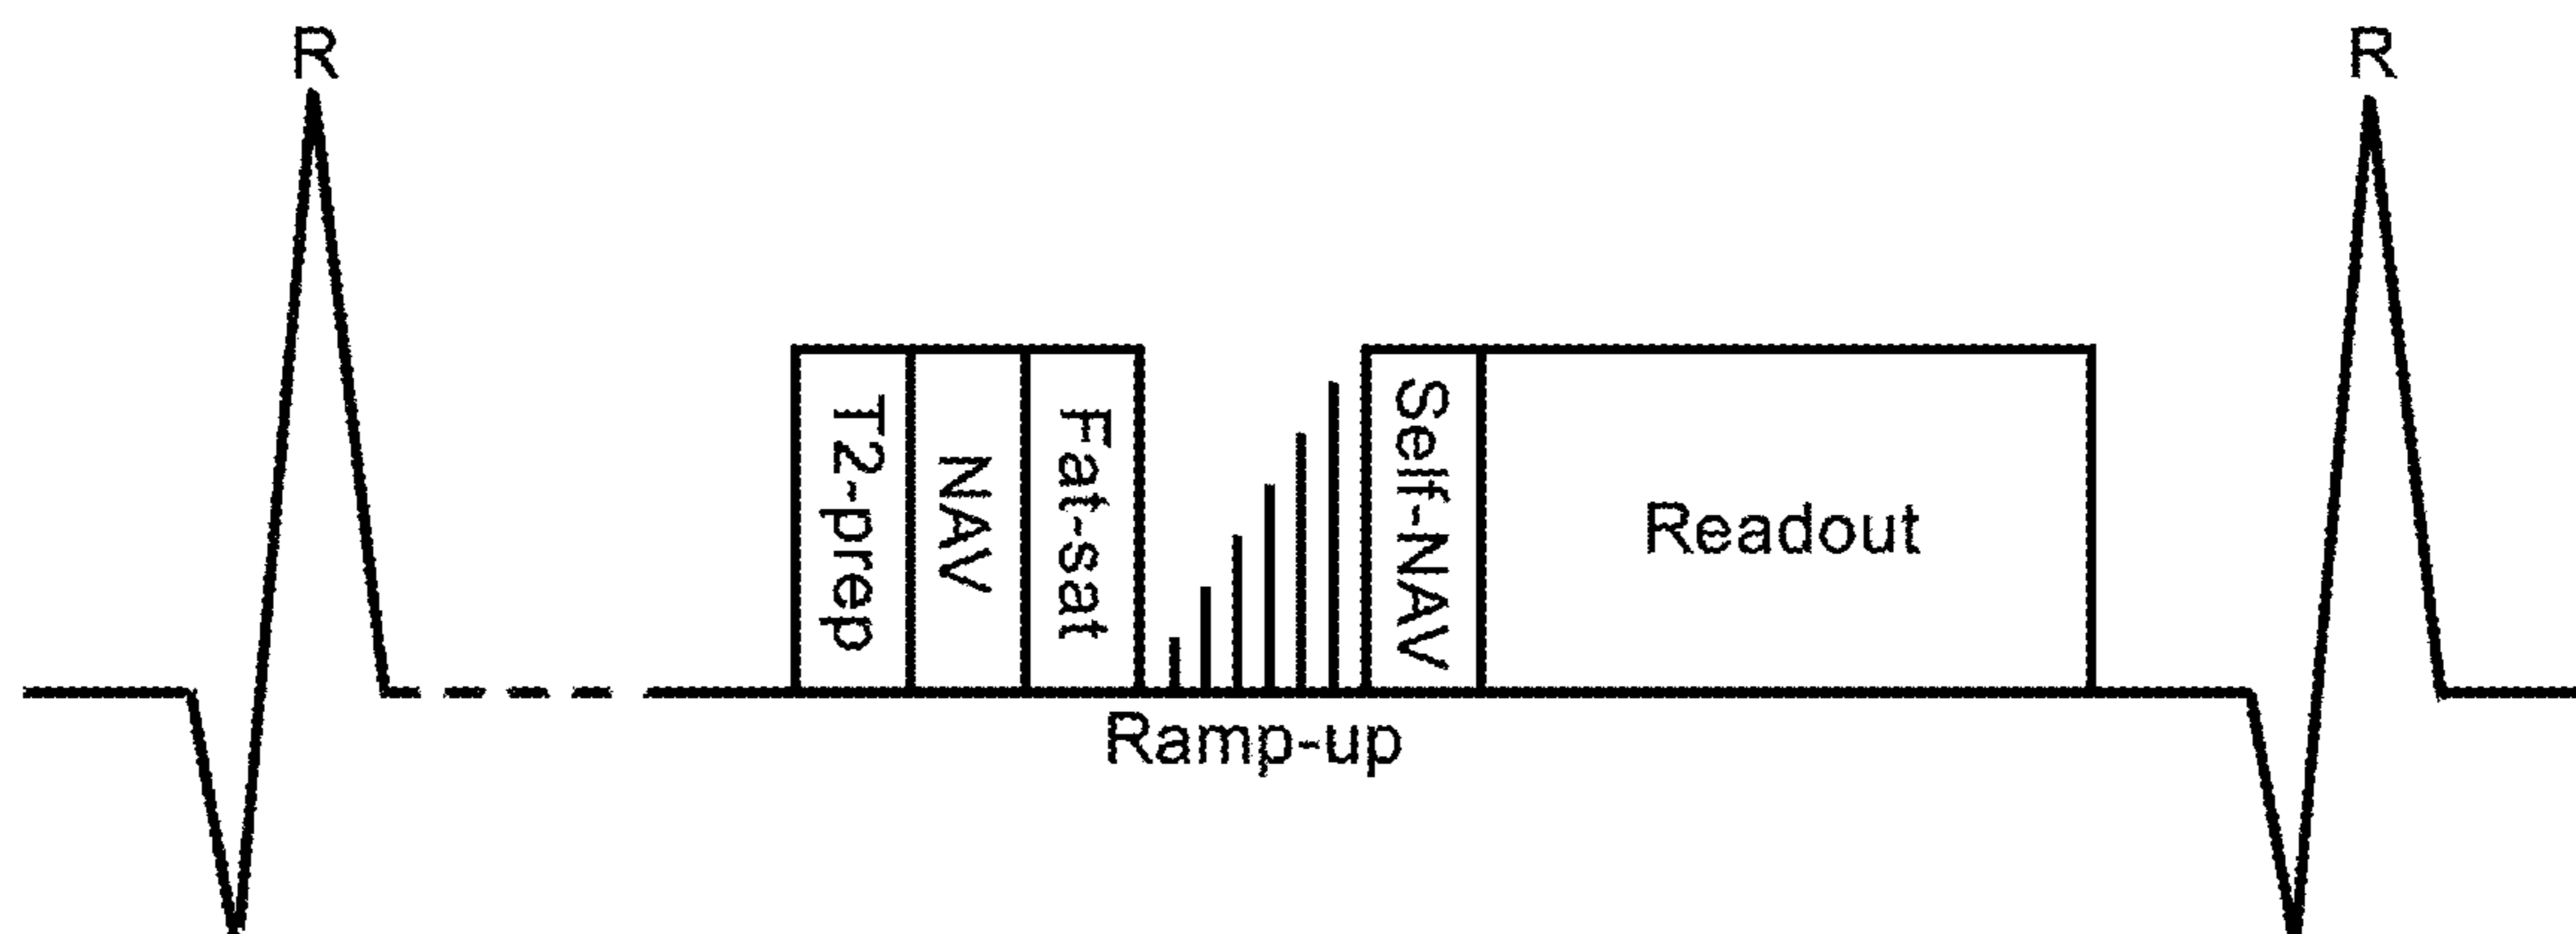 R
R
T2-prep
NAV
Fat-sat
Self-NAV
Readout
Ramp-up